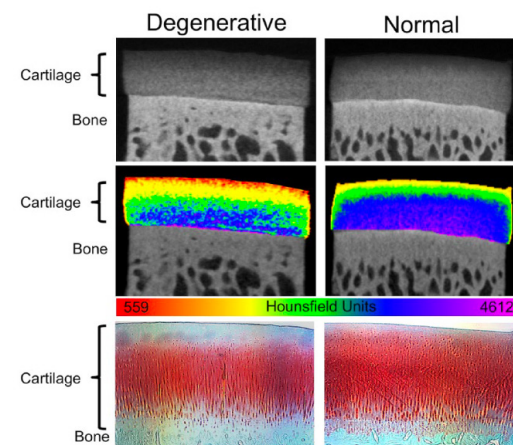 Degenerative Normal
Cartilage
Bone
Cartilage
Bone
559 Hounsfield Units 4612
Cartilage
Bone